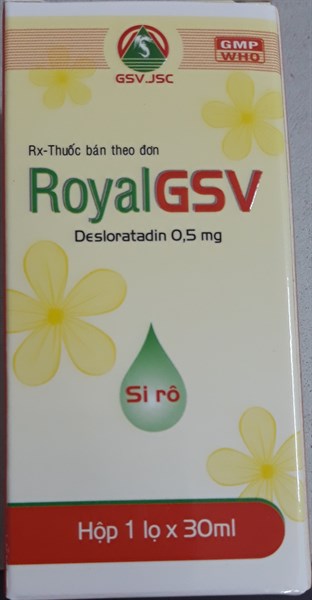 GSV.JSC
GMP
WHO
Rx-Thuốc bán theo đơn
RoyalGSV
Desloratadin 0,5 mg
Si rô
Hộp 1 lọ x 30ml